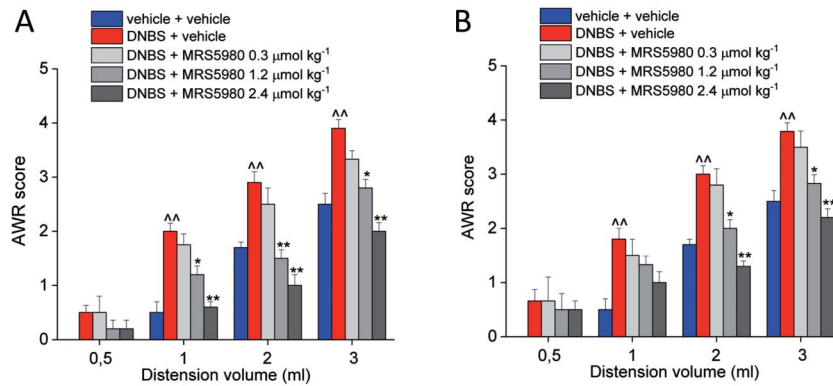 A
vehicle + vehicle
DNBS + vehicle
DNBS + MRS5980 0.3 μmol kg⁻¹
DNBS + MRS5980 1.2 μmol kg⁻¹
DNBS + MRS5980 2.4 μmol kg⁻¹
5
4
3
2
1
0
AWR score
^^
^^
^^
*
**
**
**
*
**
0,5 1 2 3
Distension volume (ml)
B
vehicle + vehicle
DNBS + vehicle
DNBS + MRS5980 0.3 μmol kg⁻¹
DNBS + MRS5980 1.2 μmol kg⁻¹
DNBS + MRS5980 2.4 μmol kg⁻¹
5
4
3
2
1
0
AWR score
^^
^^
^^
*
**
*
**
0,5 1 2 3
Distension volume (ml)